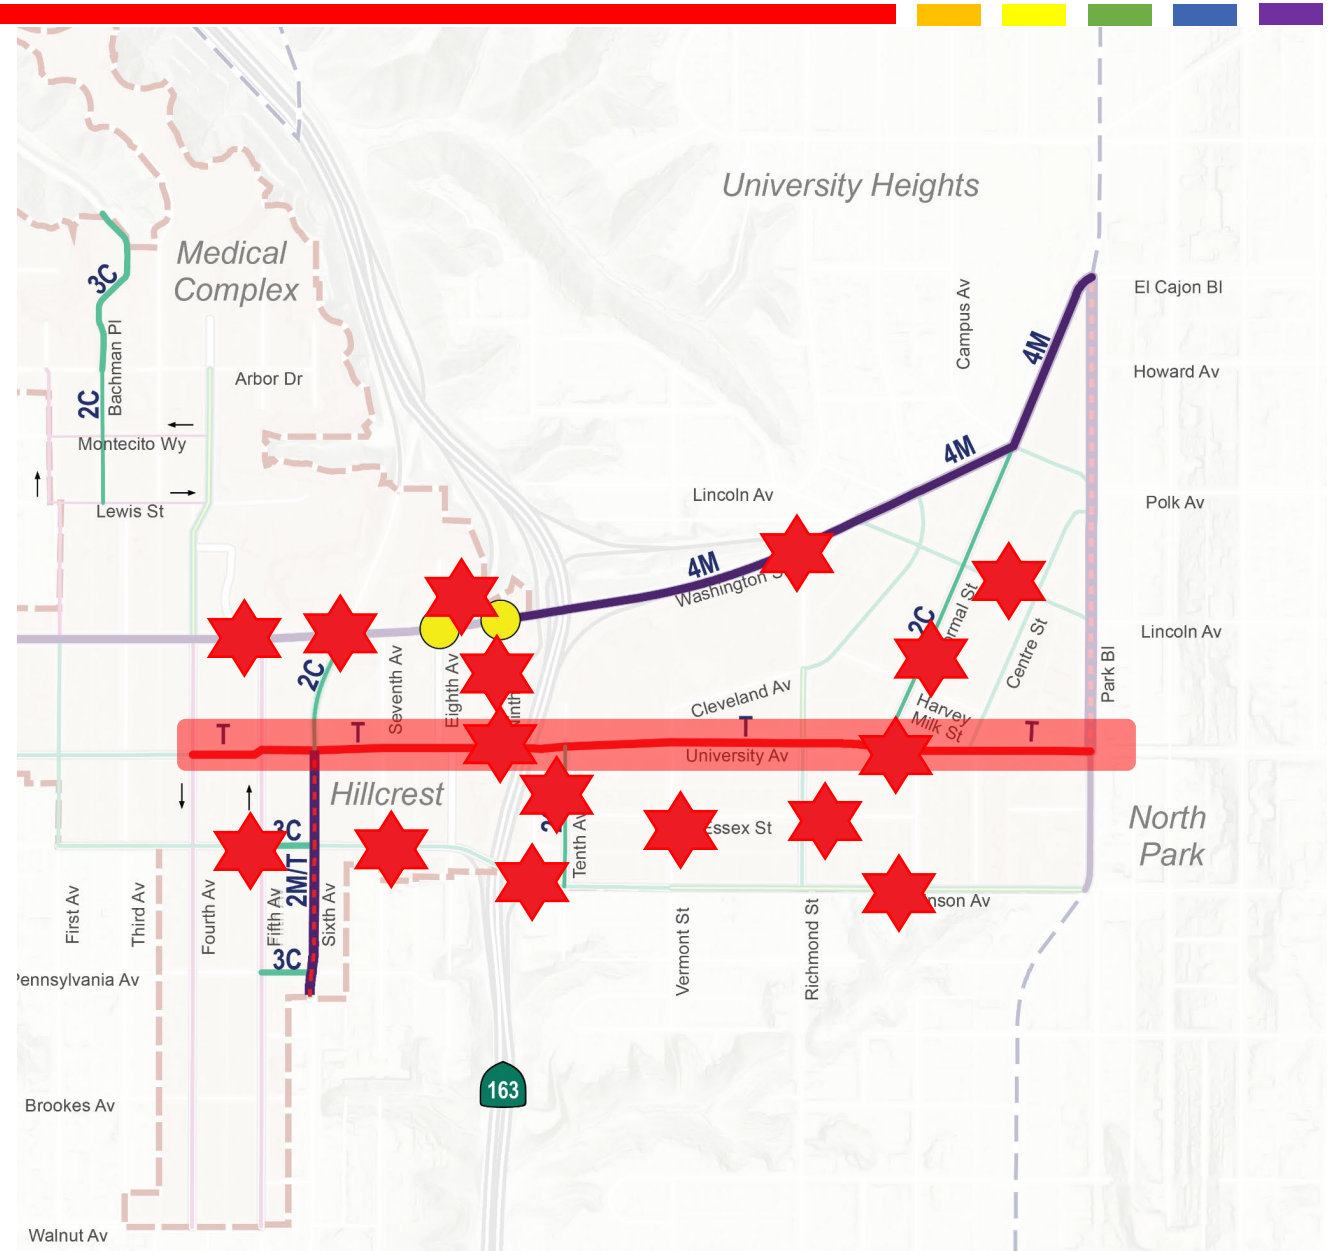 University Heights
Medical
Complex
El Cajon Bl
Campus Av
3C
4M
Bachman Pl
Arbor Dr
Howard Av
2C
Montecito Wy
4M
Lincoln Av
Polk Av
Lewis St
4M
Washington S
2C
ormal St
Centre St
Lincoln Av
2C
Seventh Av
Eighth Av
Cleveland Av
Park Bl
Harvey
Milk St
T
T
T
T
University Av
Hillcrest
North
Park
3C
Essex St
Tenth Av
2M/T
First Av
Third Av
Fourth Av
Fifth Av
Sixth Av
nson Av
Vermont St
Richmond St
3C
Pennsylvania Av
163
Brookes Av
Walnut Av